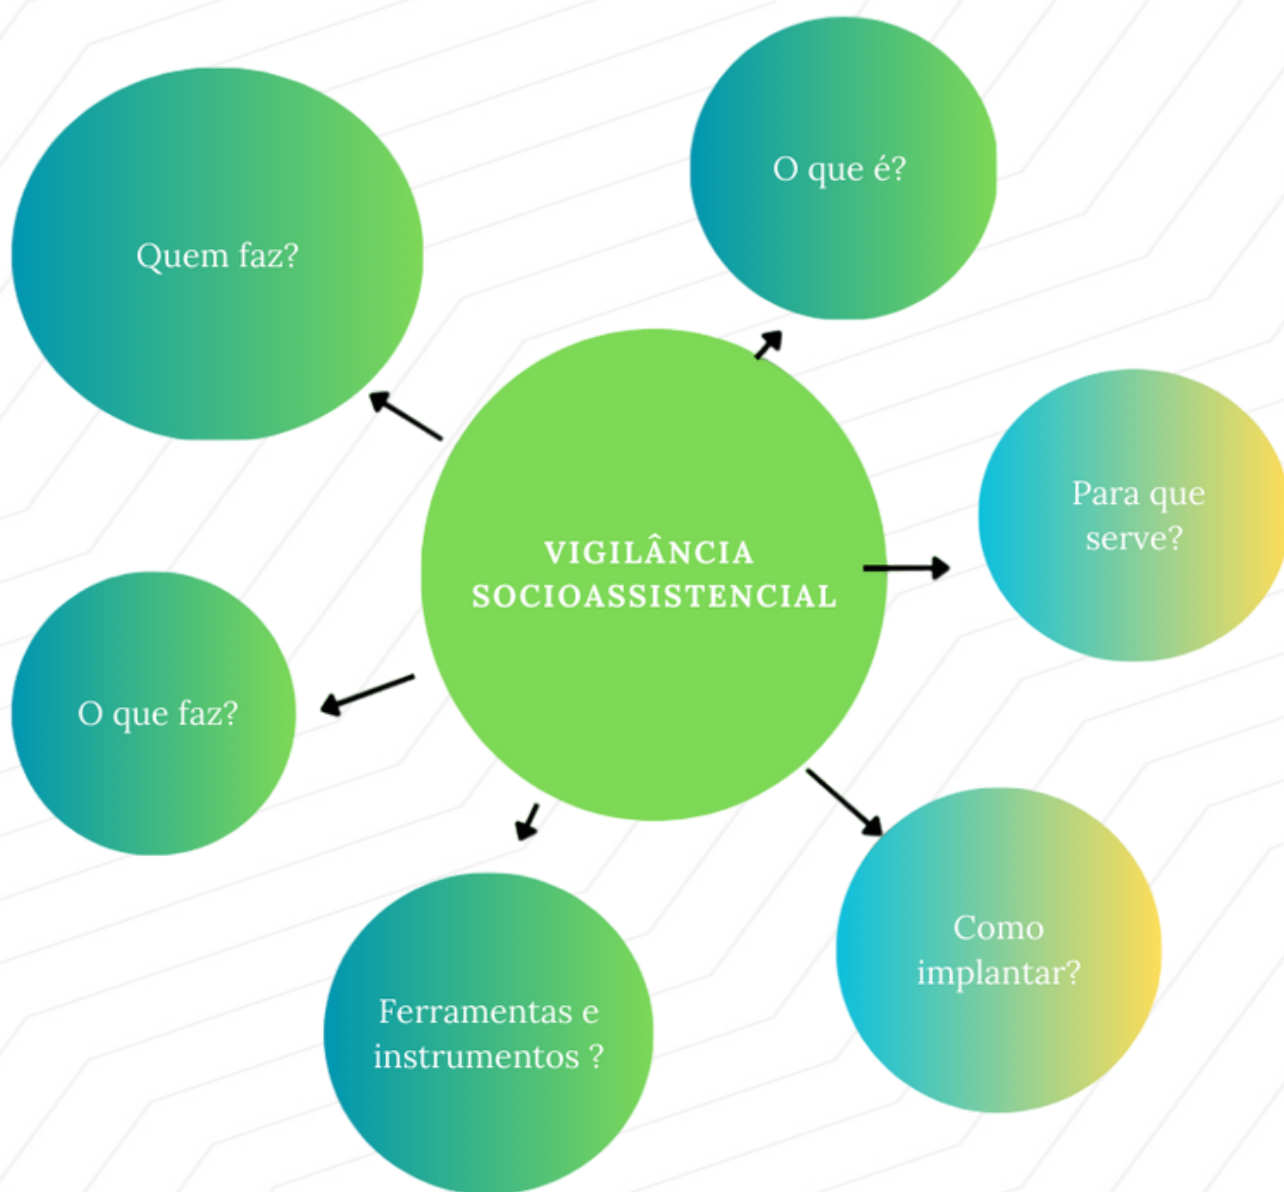 O que é?
Quem faz?
Para que
serve?
VIGILÂNCIA
SOCIOASSISTENCIAL
O que faz?
Como
implantar?
Ferramentas e
instrumentos ?